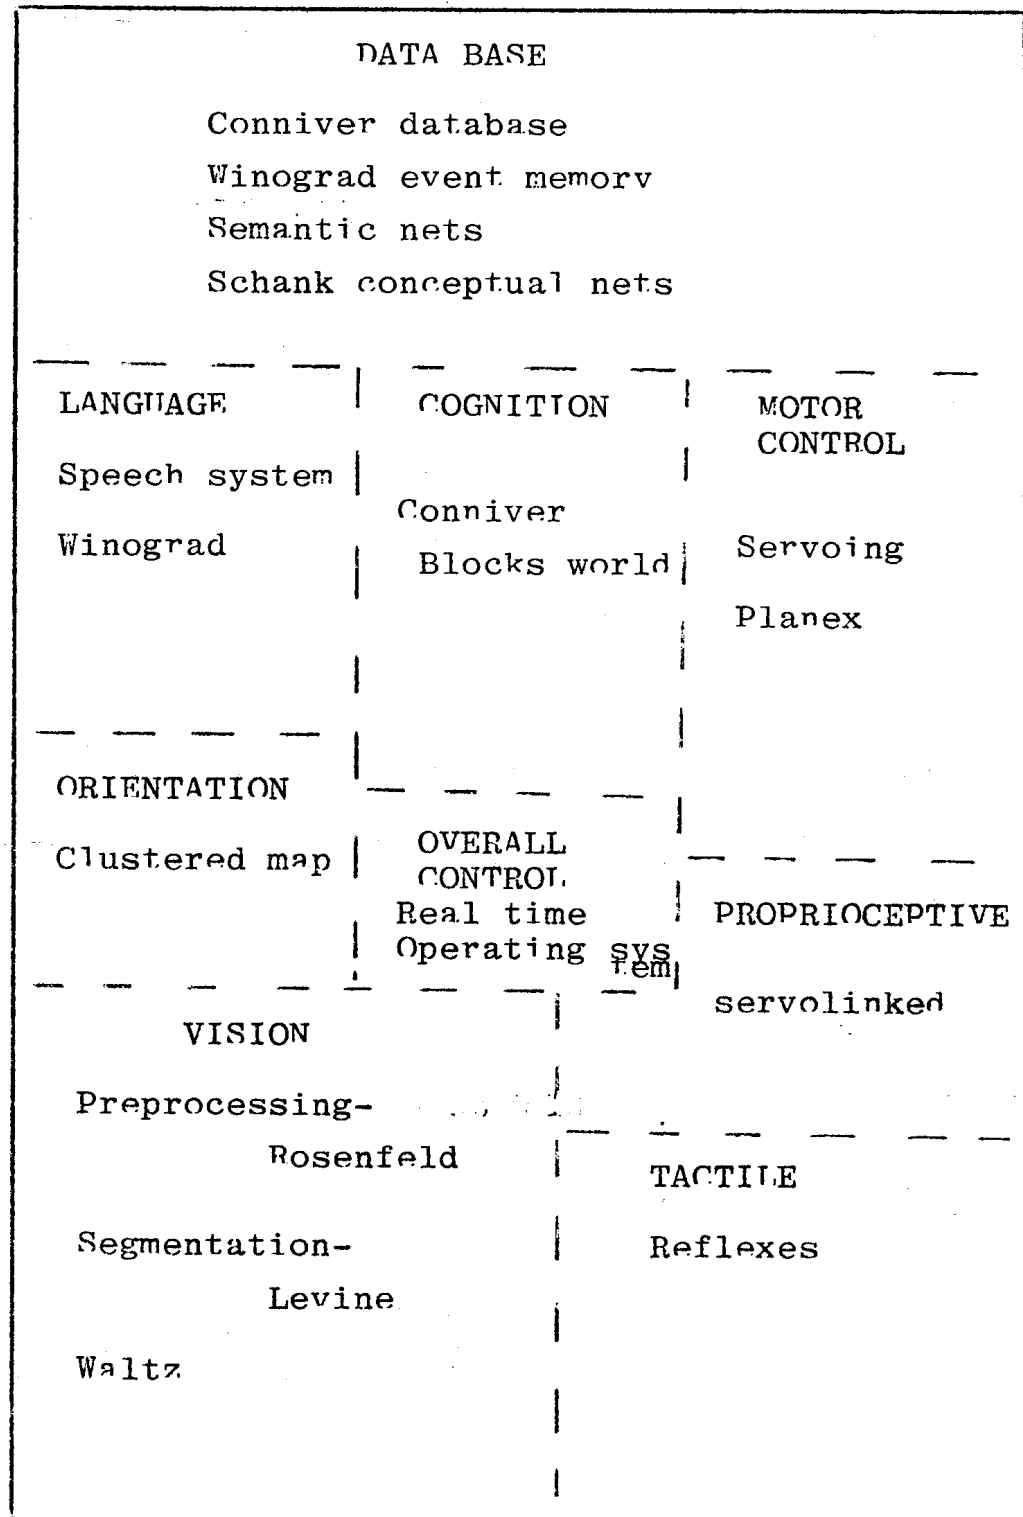 DATA BASE
Conniver database
Winograd event memory
Semantic nets
Schank conceptual nets
LANGUAGE
Speech system
Winograd
COGNITION
Conniver
Blocks world
MOTOR
CONTROL
Servoing
Planex
ORIENTATION
Clustered map
OVERALL
CONTROL
Real time
Operating sys
tem
PROPRIOCEPTIVE
servolinked
VISION
Preprocessing-
Rosenfeld
Segmentation-
Levine
Waltz
TACTILE
Reflexes